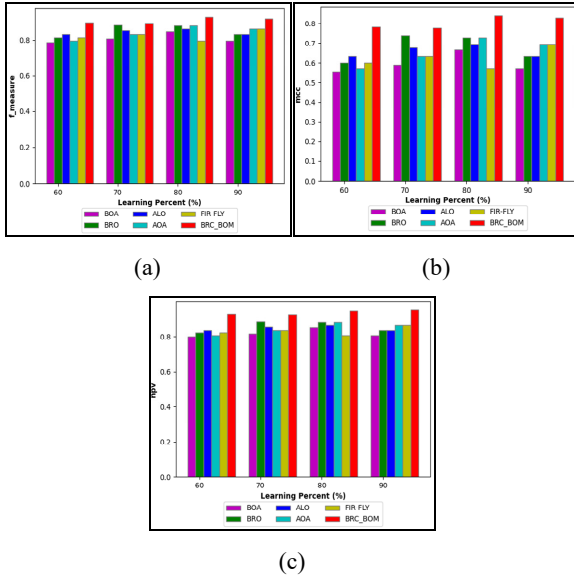 0.8
0.6
0.4
0.2
0.0
f_measure
60 70 80 90
Learning Percent (%)
BOA ALO FIR FLY
BRO AOA BRC_BOM
(a)
0.8
0.7
0.6
0.5
0.4
0.3
0.2
0.1
0.0
mcc
60 70 80 90
Learning Percent (%)
BOA ALO FIR-FLY
BRO AOA BRC_BOM
(b)
0.8
0.6
0.4
0.2
0.0
npv
60 70 80 90
Learning Percent (%)
BOA ALO FIR FLY
BRO AOA BRC_BOM
(c)